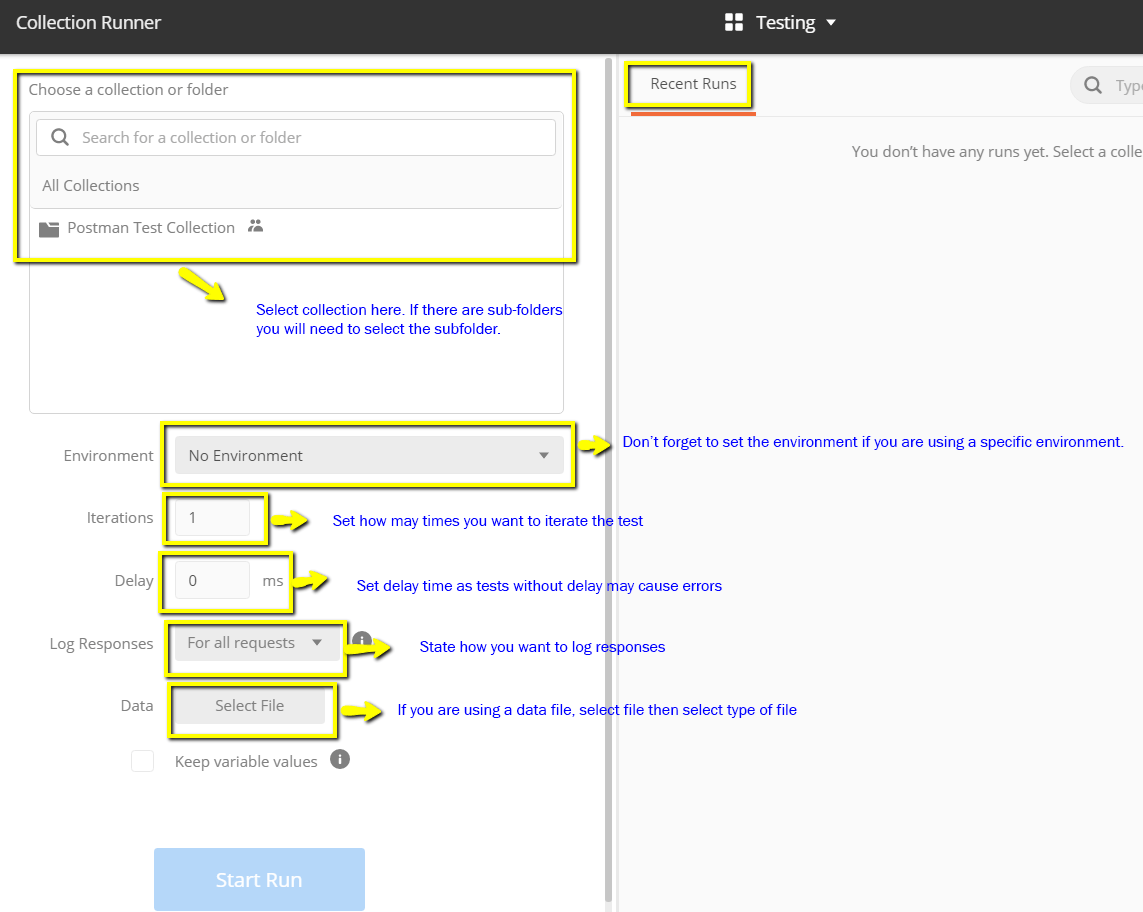 Collection Runner
Testing
Choose a collection or folder
Recent Runs
Search for a collection or folder
You don't have any runs yet. Select a
All Collections
Postman Test Collection
Select collection here. If there are sub-folders
you will need to select the subfolder.
Environment
No Environment
Don't forget to set the environment if you are using a specific environment.
Iterations
1
Set how may times you want to iterate the test
Delay
0
ms
Set delay time as tests without delay may cause errors
Log Responses
For all requests
State how you want to log responses
Data
Select File
If you are using a data file, select file then select type of file
Keep variable values
Start Run